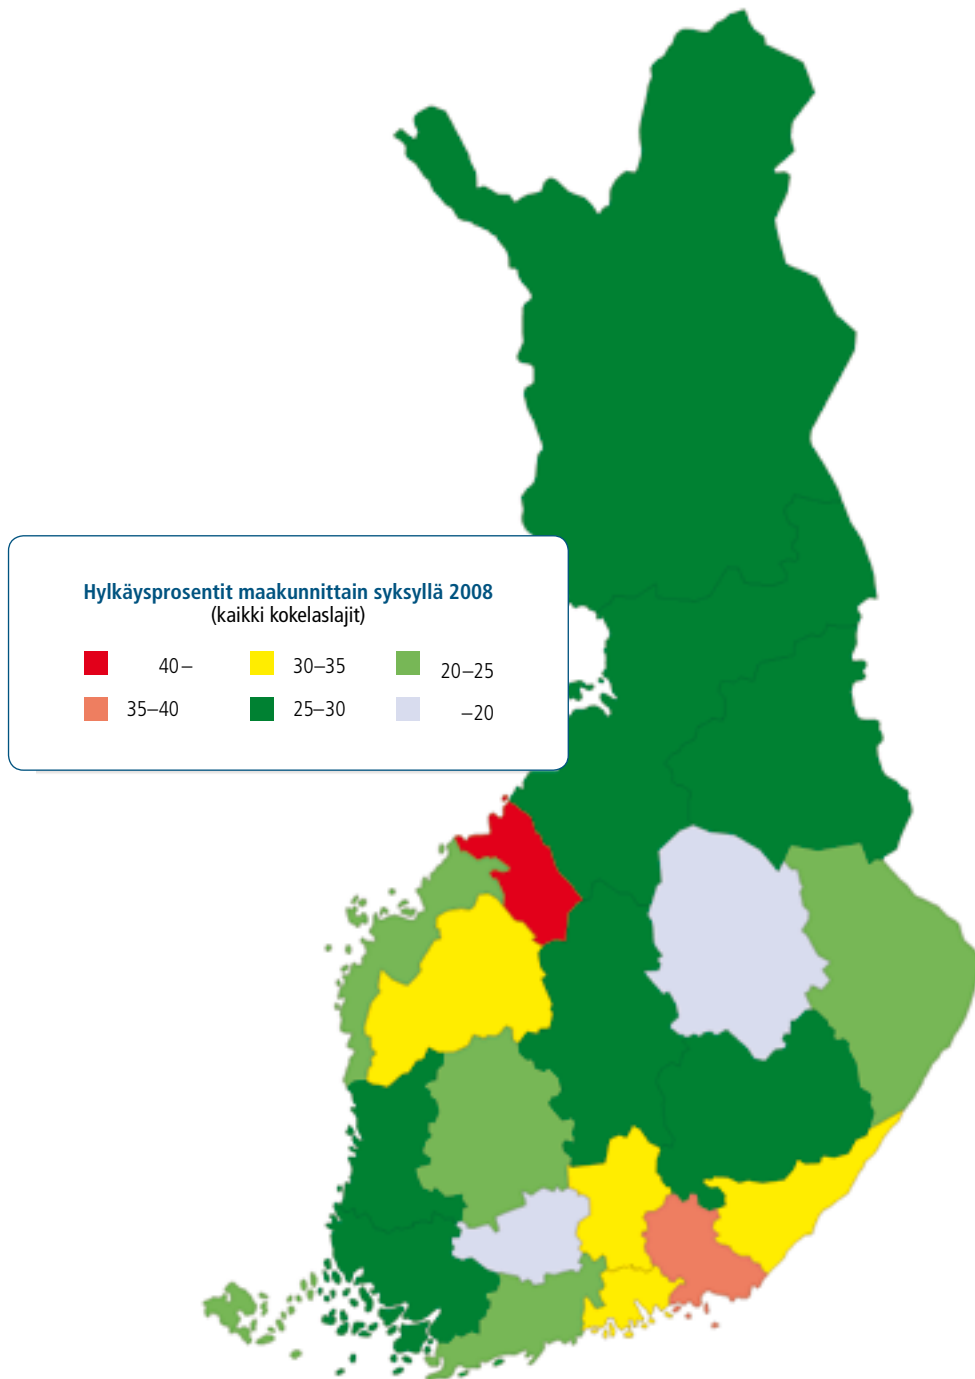 Hylkäysprosentit maakunnittain syksyllä 2008
(kaikki kokelaslajit)
40– 30–35 20–25
35–40 25–30 –20